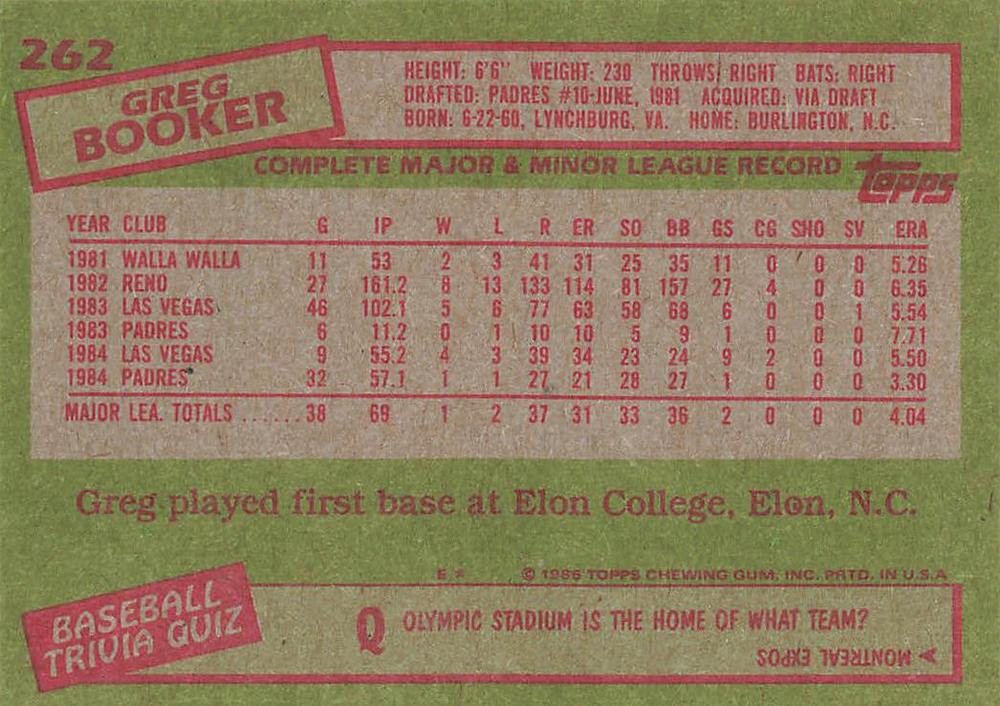 262
GREG
BOOKER
HEIGHT: 6'6" WEIGHT: 230 THROWS: RIGHT BATS: RIGHT
DRAFTED: PADRES #10-JUNE, 1981 ACQUIRED: VIA DRAFT
BORN: 6-22-60, LYNCHBURG, VA. HOME: BURLINGTON, N.C.
COMPLETE MAJOR & MINOR LEAGUE RECORD
Topps
YEAR CLUB G IP W L R ER SO BB GS CG SHO SV ERA
1981 WALLA WALLA 11 53 2 3 41 31 25 35 11 0 0 0 5.26
1982 RENO 27 161.2 8 13 133 114 81 157 27 4 0 0 6.35
1983 LAS VEGAS 46 102.1 5 6 77 63 58 68 6 0 0 1 5.54
1983 PADRES 6 11.2 0 1 10 10 5 9 1 0 0 0 7.71
1984 LAS VEGAS 9 55.2 4 3 39 34 23 24 9 2 0 0 5.50
1984 PADRES 32 57.1 1 1 27 21 28 27 1 0 0 0 3.30
MAJOR LEA. TOTALS ......38 69 1 2 37 31 33 36 2 0 0 0 4.04
Greg played first base at Elon College, Elon, N.C.
E * © 1985 TOPPS CHEWING GUM, INC. PRTD. IN U.S.A
BASEBALL
TRIVIA QUIZ
Q OLYMPIC STADIUM IS THE HOME OF WHAT TEAM?
A MONTREAL EXPOS